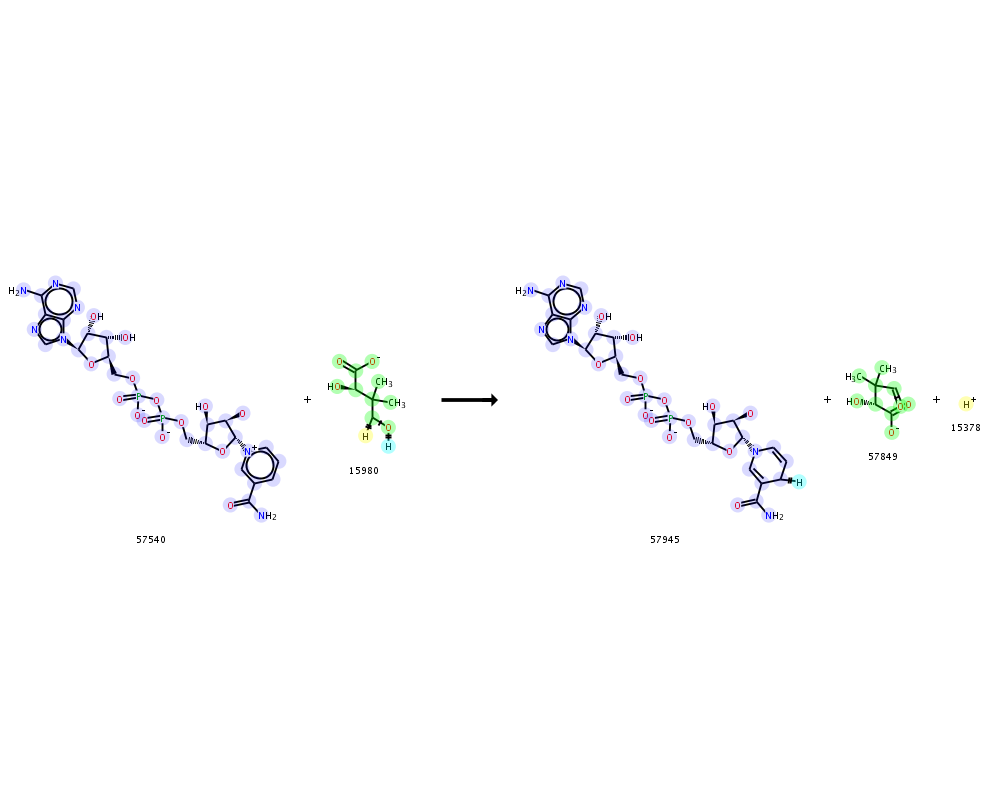 H2N N N N N OH OH O O P O O- O P O O- O HO O O N+ O NH2
+
O O- HO CH3 CH3 H O H
H2N N N N N OH OH O O P O O- O P O O- O HO O O N H O NH2
+
H3C CH3 HO O O O-
+
H+
57540
15980
57945
57849
15378